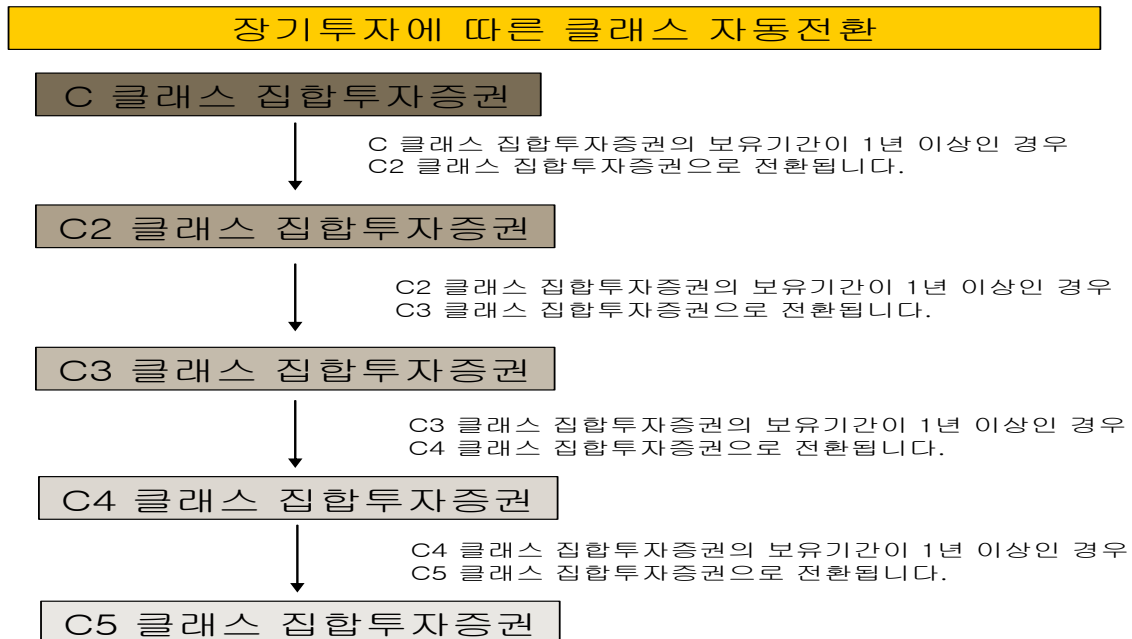 장기투자에 따른 클래스 자동전환
C 클래스 집합투자증권
C 클래스 집합투자증권의 보유기간이 1년 이상인 경우
C2 클래스 집합투자증권으로 전환됩니다.
C2 클래스 집합투자증권
C2 클래스 집합투자증권의 보유기간이 1년 이상인 경우
C3 클래스 집합투자증권으로 전환됩니다.
C3 클래스 집합투자증권
C3 클래스 집합투자증권의 보유기간이 1년 이상인 경우
C4 클래스 집합투자증권으로 전환됩니다.
C4 클래스 집합투자증권
C4 클래스 집합투자증권의 보유기간이 1년 이상인 경우
C5 클래스 집합투자증권으로 전환됩니다.
C5 클래스 집합투자증권